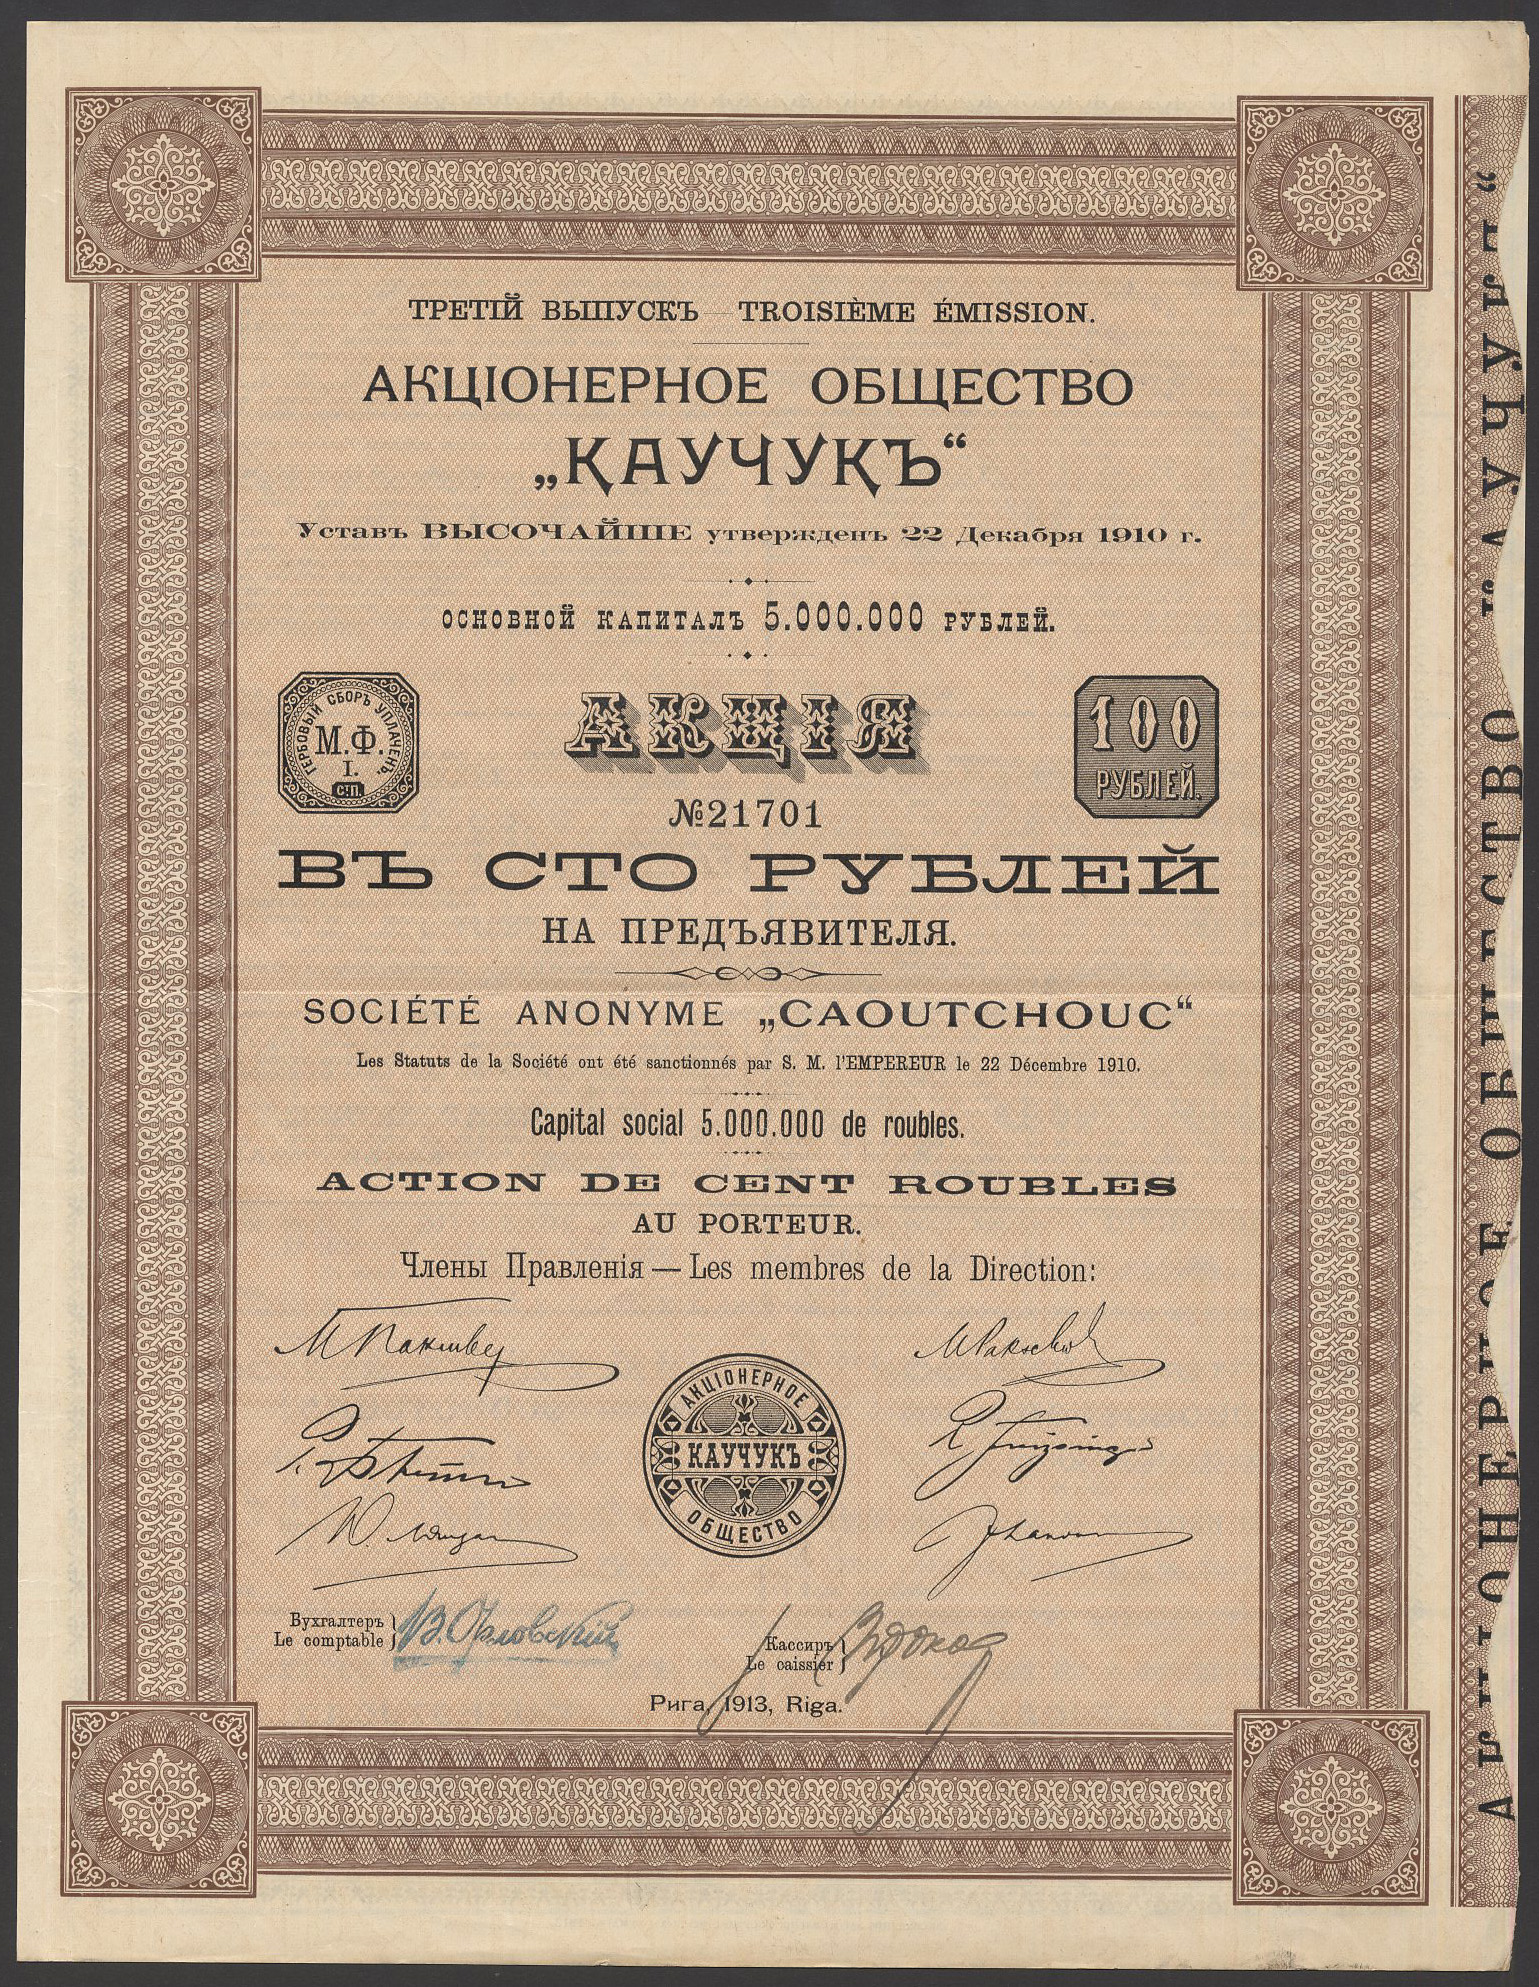 ТРЕТІЙ ВЫПУСКЪ — TROISIÈME ÉMISSION.
АКЦІОНЕРНОЕ ОБЩЕСТВО
„КАУЧУКЪ“
Уставъ ВЫСОЧАЙШЕ утвержденъ 22 Декабря 1910 г.
ОСНОВНОЙ КАПИТАЛЪ 5.000.000 РУБЛЕЙ.
ГЕРБОВЫЙ СБОРЪ УПЛАЧЕНЪ.
М.Ф.
I.
АКЦІЯ
100
РУБЛЕЙ.
№21701
ВЪ СТО РУБЛЕЙ
НА ПРЕДЪЯВИТЕЛЯ.
SOCIÉTÉ ANONYME „CAOUTCHOUC“
Les Statuts de la Société ont été sanctionnés par S. M. l'EMPEREUR le 22 Décembre 1910.
Capital social 5.000.000 de roubles.
ACTION DE CENT ROUBLES
AU PORTEUR.
Члены Правленія — Les membres de la Direction:
АКЦІОНЕРНОЕ
КАУЧУКЪ
ОБЩЕСТВО
Бухгалтеръ
Le comptable
В. Орловскій
Кассиръ
Le caissier
Рига, 1913, Riga.
АКЦІОНЕРНОЕ ОБЩЕСТВО „КАУЧУКЪ“